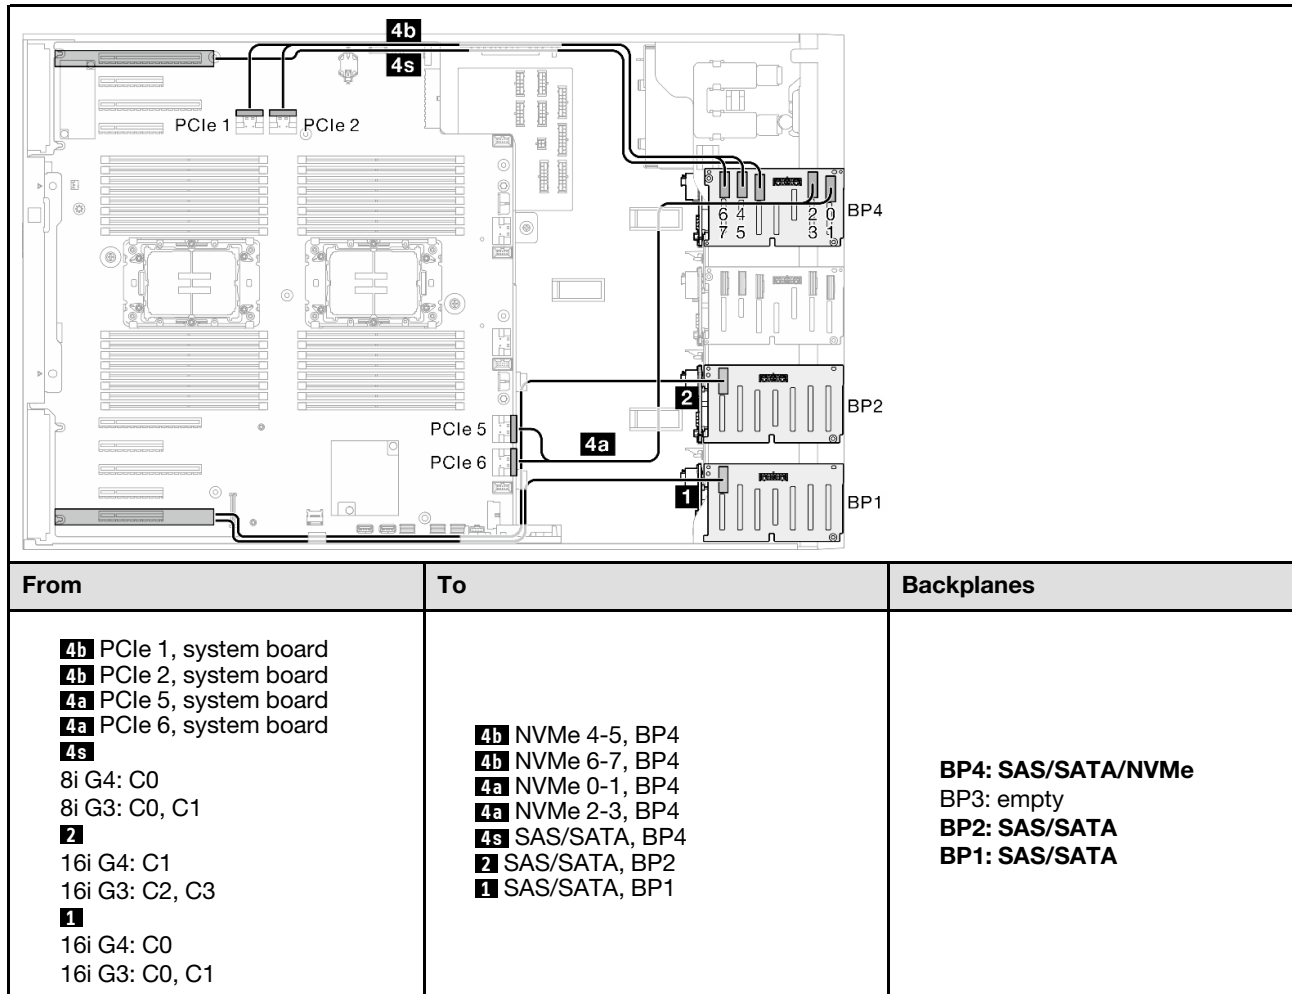 4b
4s
PCIe 1
PCIe 2
6 4 2 0
7 5 3 1
BP4
2
BP2
PCIe 5
4a
PCIe 6
1
BP1
From
To
Backplanes
4b PCIe 1, system board
4b PCIe 2, system board
4a PCIe 5, system board
4a PCIe 6, system board
4s
8i G4: C0
8i G3: C0, C1
2
16i G4: C1
16i G3: C2, C3
1
16i G4: C0
16i G3: C0, C1
4b NVMe 4-5, BP4
4b NVMe 6-7, BP4
4a NVMe 0-1, BP4
4a NVMe 2-3, BP4
4s SAS/SATA, BP4
2 SAS/SATA, BP2
1 SAS/SATA, BP1
BP4: SAS/SATA/NVMe
BP3: empty
BP2: SAS/SATA
BP1: SAS/SATA